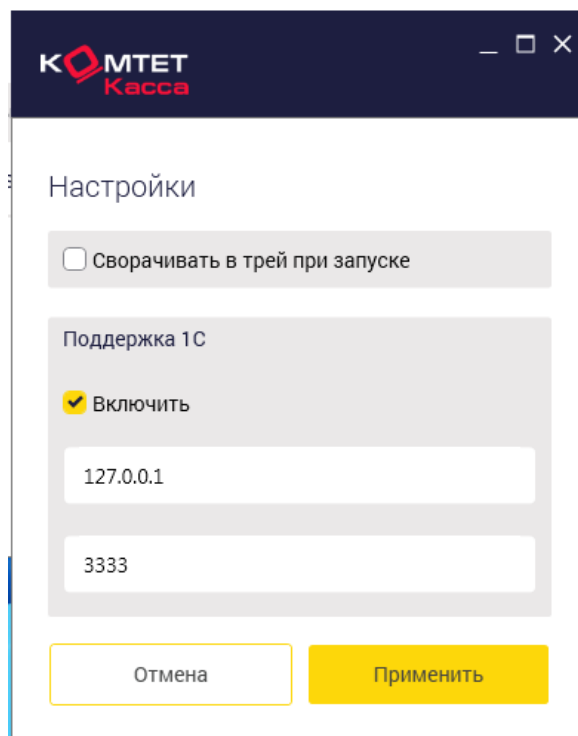 КОМТЕТ
Касса
Настройки
Сворачивать в трей при запуске
Поддержка 1С
Включить
127.0.0.1
3333
Отмена
Применить